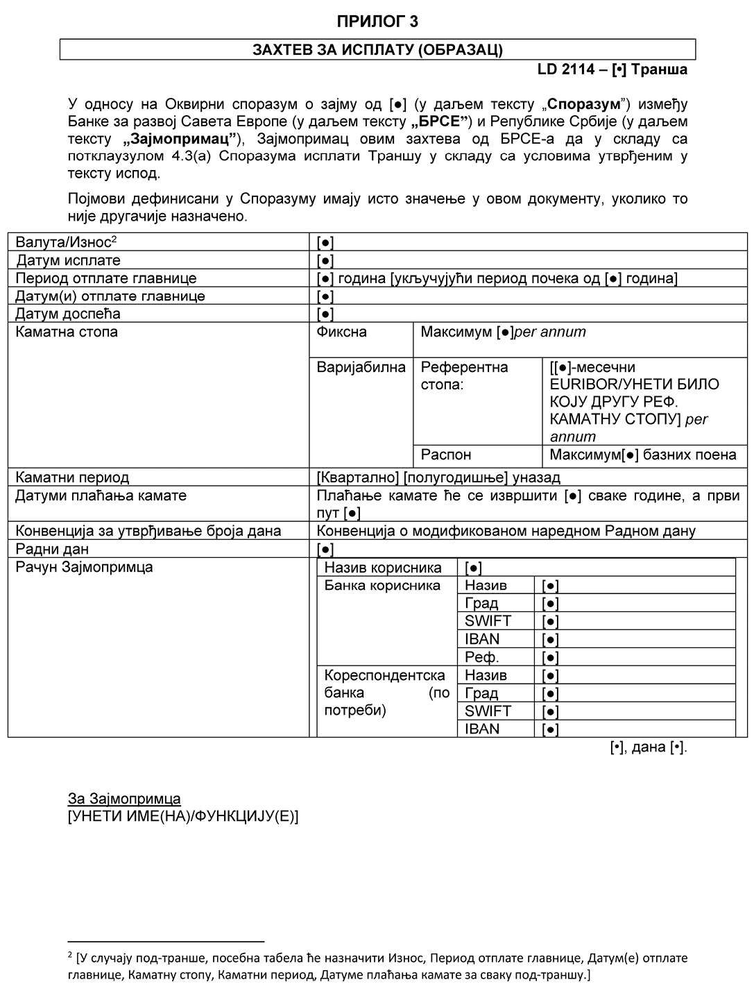 ПРИЛОГ 3
ЗАХТЕВ ЗА ИСПЛАТУ (ОБРАЗАЦ)
LD 2114 – [•] Транша
У односу на Оквирни споразум о зајму од [●] (у даљем тексту „Споразум”) између
Банке за развој Савета Европе (у даљем тексту „БРСЕ”) и Републике Србије (у даљем
тексту „Зајмопримац”), Зајмопримац овим захтева од БРСЕ-а да у складу са
потклаузулом 4.3(а) Споразума исплати Траншу у складу са условима утврђеним у
тексту испод.
Појмови дефинисани у Споразуму имају исто значење у овом документу, уколико то
није другачије назначено.
Валута/Износ² [●]
Датум исплате [●]
Период отплате главнице [●] година [укључујући период почека од [●] година]
Датум(и) отплате главнице [●]
Датум доспећа [●]
Каматна стопа Фиксна Максимум [●]per annum
Варијабилна Референтна [[●]-месечни
стопа: EURIBOR/УНЕТИ БИЛО
КОЈУ ДРУГУ РЕФ.
КАМАТНУ СТОПУ] per
annum
Распон Максимум[●] базних поена
Каматни период [Квартално] [полугодишње] уназад
Датуми плаћања камате Плаћање камате ће се извршити [●] сваке године, а први
пут [●]
Конвенција за утврђивање броја дана Конвенција о модификованом наредном Радном дану
Радни дан [●]
Рачун Зајмопримца Назив корисника [●]
Банка корисника Назив [●]
Град [●]
SWIFT [●]
IBAN [●]
Реф. [●]
Кореспондентска Назив [●]
банка (по Град [●]
потреби) SWIFT [●]
IBAN [●]
[•], дана [•].
За Зајмопримца
[УНЕТИ ИМЕ(НА)/ФУНКЦИЈУ(Е)]
² [У случају под-транше, посебна табела ће назначити Износ, Период отплате главнице, Датум(е) отплате
главнице, Каматну стопу, Каматни период, Датуме плаћања камате за сваку под-траншу.]